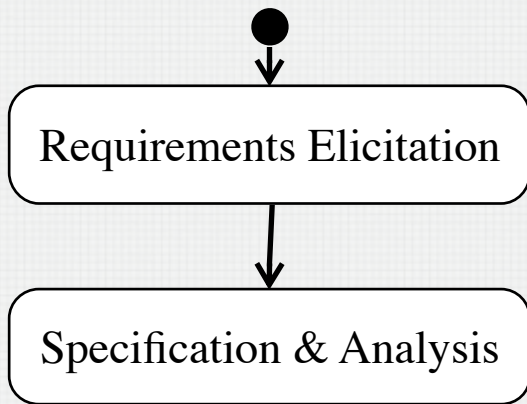 Requirements Elicitation
Specification & Analysis